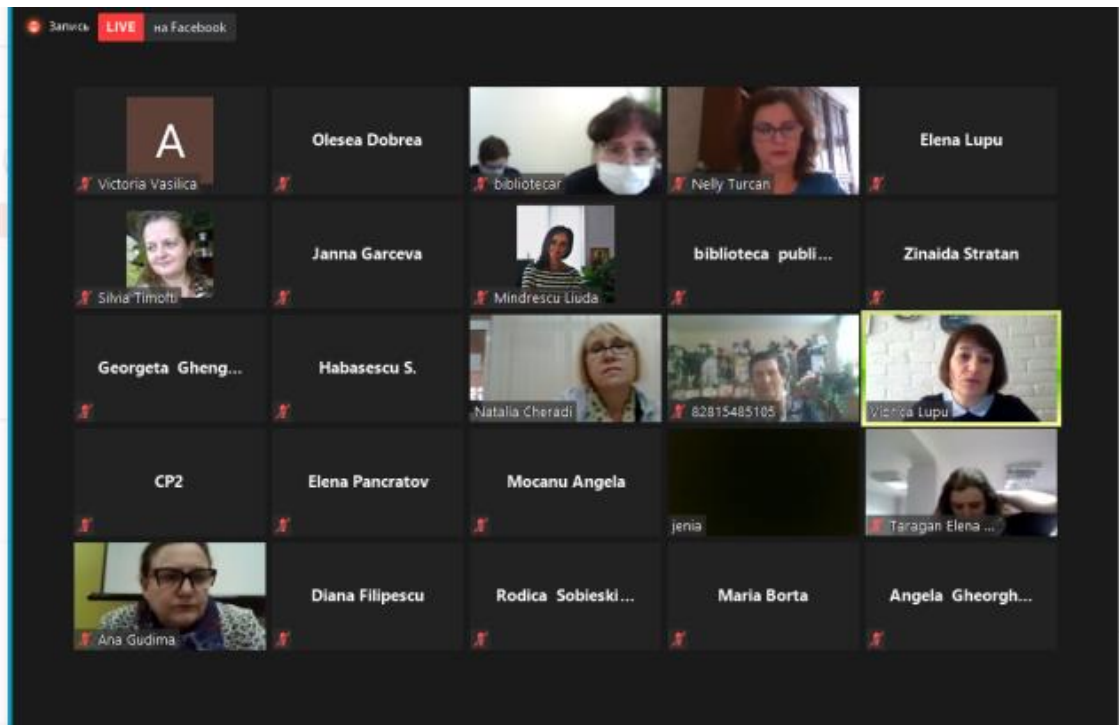 Запись LIVE на Facebook
A
Victoria Vasilica
Olesea Dobrea
bibliotecar
Nelly Turcan
Elena Lupu
Silvia Timofti
Janna Garceva
Mindrescu Liuda
biblioteca publi...
Zinaida Stratan
Georgeta Gheng...
Habasescu S.
Natalia Cheradi
82815485105
Viorica Lupu
CP2
Elena Pancratov
Mocanu Angela
jenia
Taragan Elena ...
Ana Gudima
Diana Filipescu
Rodica Sobieski...
Maria Borta
Angela Gheorgh...